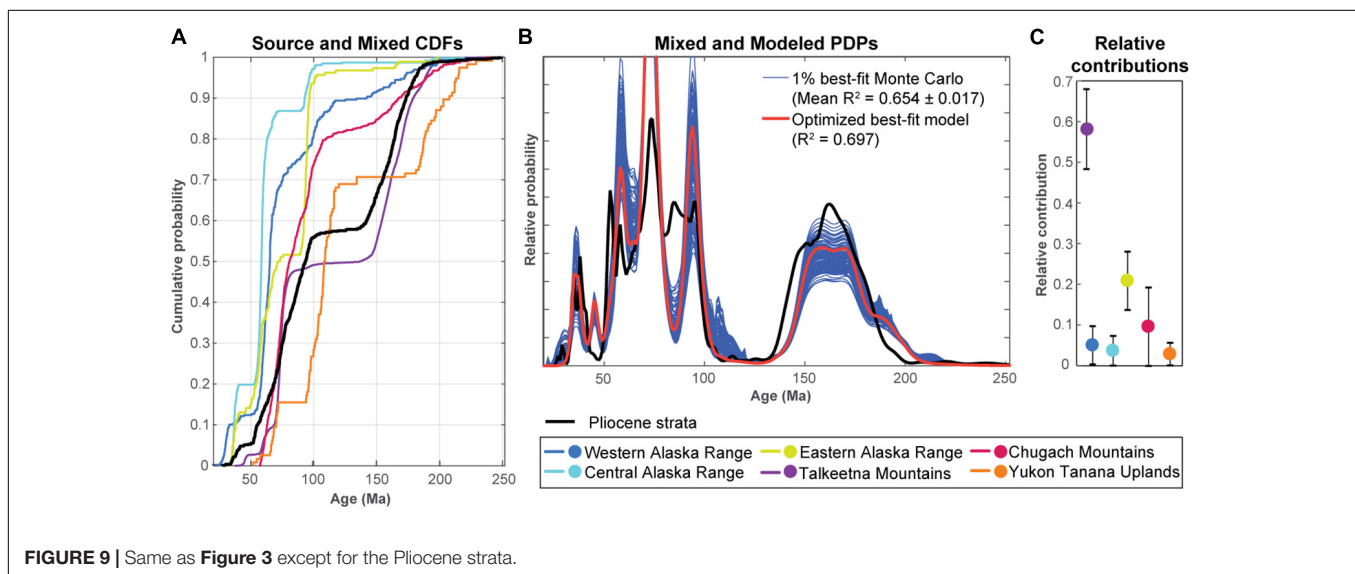 A
Source and Mixed CDFs
Cumulative probability
1
0.9
0.8
0.7
0.6
0.5
0.4
0.3
0.2
0.1
0
50
100
150
200
250
Age (Ma)
B
Mixed and Modeled PDPs
1% best-fit Monte Carlo
(Mean R² = 0.654 ± 0.017)
Optimized best-fit model
(R² = 0.697)
Relative probability
50
100
150
200
250
Age (Ma)
C
Relative
contributions
Relative contribution
0.7
0.6
0.5
0.4
0.3
0.2
0.1
0
Pliocene strata
Western Alaska Range
Eastern Alaska Range
Chugach Mountains
Central Alaska Range
Talkeetna Mountains
Yukon Tanana Uplands
FIGURE 9 | Same as Figure 3 except for the Pliocene strata.